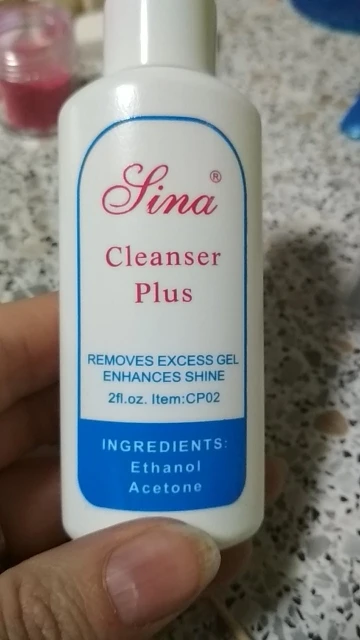 Sina®
Cleanser
Plus
REMOVES EXCESS GEL
ENHANCES SHINE
2fl.oz. Item:CP02
INGREDIENTS:
Ethanol
Acetone